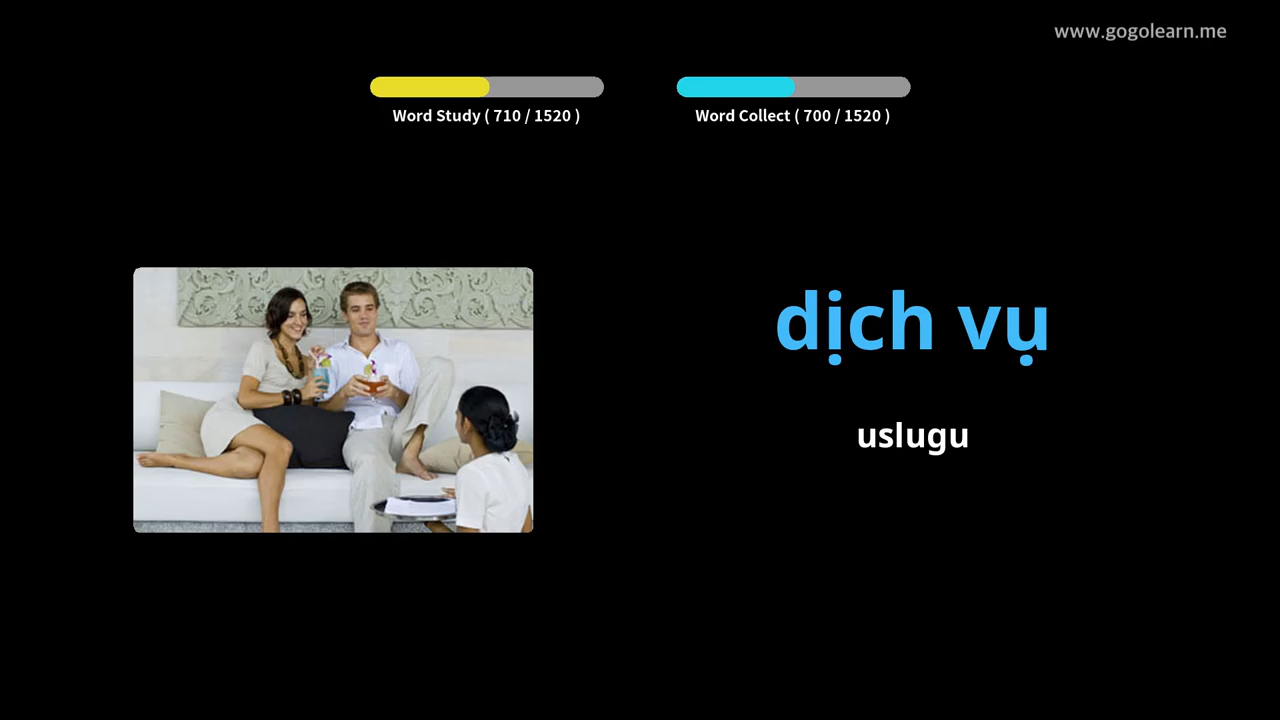 www.gogolearn.me
Word Study ( 710 / 1520 )
Word Collect ( 700 / 1520 )
dịch vụ
uslugu